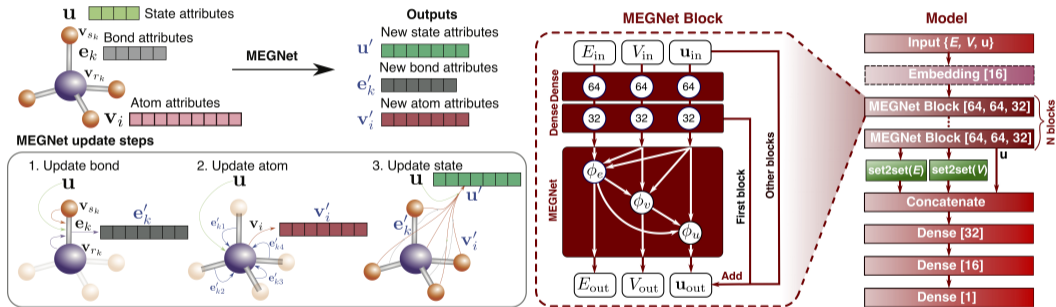 u
State attributes
v_{s_k}
e_k
Bond attributes
v_{r_k}
Atom attributes
v_i
MEGNet
Outputs
New state attributes
u′
New bond attributes
e′_k
New atom attributes
v′_i
MEGNet update steps
1. Update bond
u
v_{s_k}
e_k
e′_k
v_{r_k}
2. Update atom
u
v_i
v′_i
e′_{k1}
e′_{k4}
e′_{k2}
e′_{k3}
3. Update state
u
u′
e′_k
v′_i
MEGNet Block
E_in V_in u_in
Dense
64 64 64
Dense
32 32 32
MEGNet
ϕ_e
ϕ_v
ϕ_u
First block
Other blocks
Add
E_out V_out u_out
Model
Input {E, V, u}
Embedding [16]
MEGNet Block [64, 64, 32]
MEGNet Block [64, 64, 32]
N blocks
set2set(E) set2set(V) u
Concatenate
Dense [32]
Dense [16]
Dense [1]